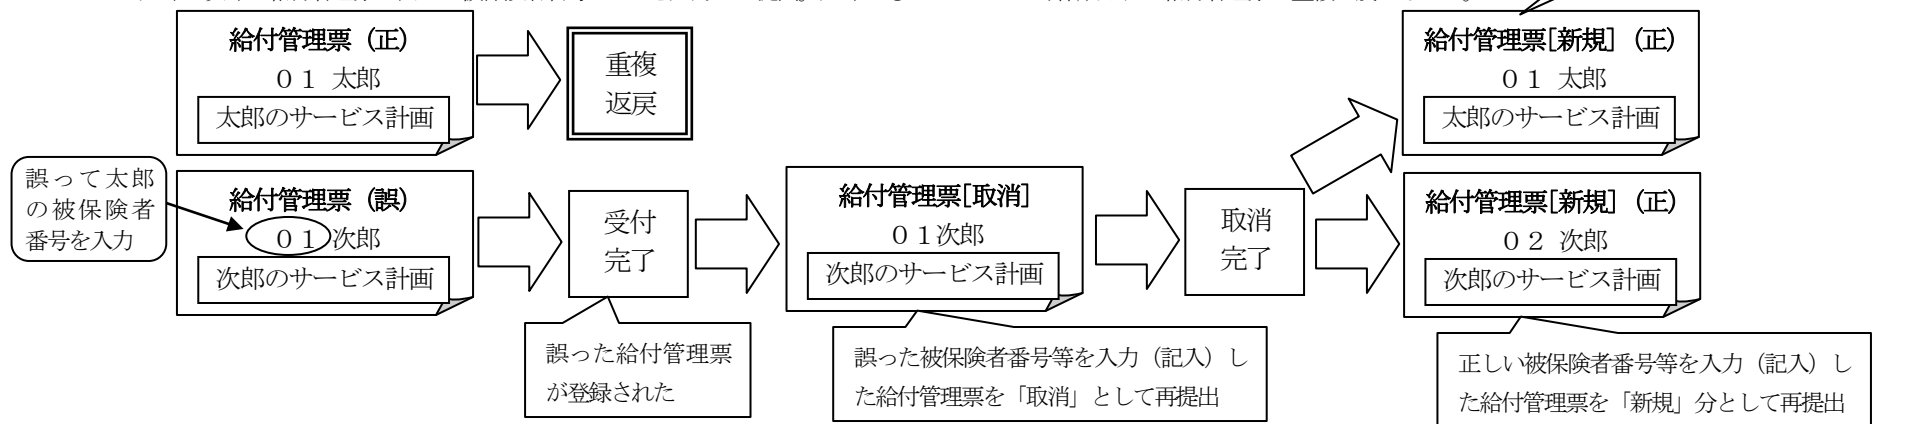 給付管理票（正）
０１ 太郎
太郎のサービス計画
重複
返戻
給付管理票[新規]（正）
０１ 太郎
太郎のサービス計画
誤って太郎
の被保険者
番号を入力
給付管理票（誤）
０１次郎
次郎のサービス計画
受付
完了
給付管理票[取消]
０１次郎
次郎のサービス計画
取消
完了
給付管理票[新規]（正）
０２ 次郎
次郎のサービス計画
誤った給付管理票
が登録された
誤った被保険者番号等を入力（記入）し
た給付管理票を「取消」として再提出
正しい被保険者番号等を入力（記入）し
た給付管理票を「新規」分として再提出